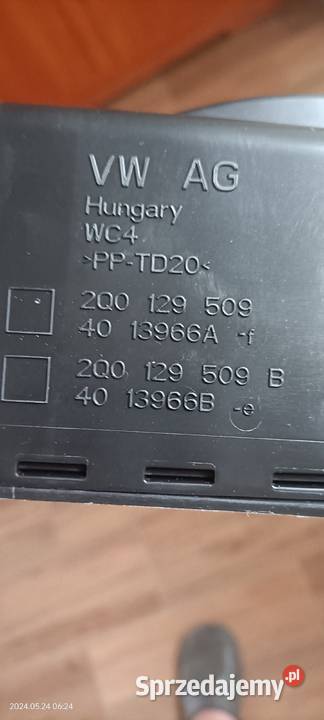 VW AG
Hungary
WC4
>PP-TD20<
2Q0 129 509
40 13966A -f
2Q0 129 509 B
40 13966B -e
2024.05.24 06:24
Sprzedajemy.pl